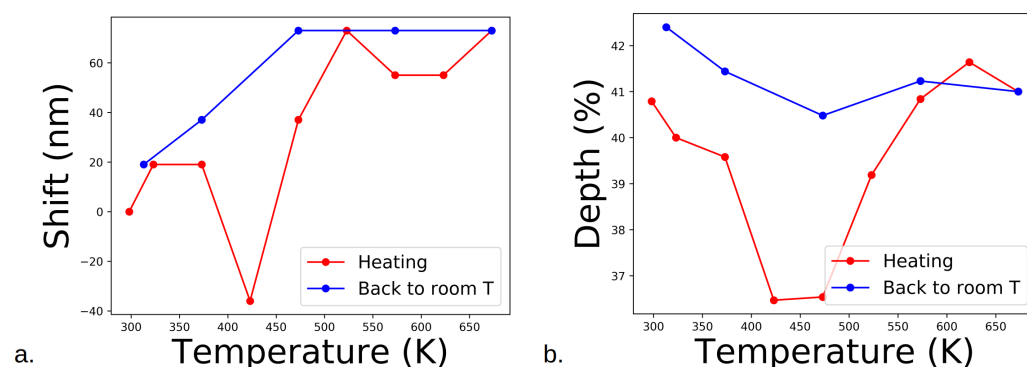 60
40
20
0
−20
−40
Shift (nm)
Heating
Back to room T
300 350 400 450 500 550 600 650
Temperature (K)
a.
42
41
40
39
38
37
Depth (%)
Heating
Back to room T
300 350 400 450 500 550 600 650
Temperature (K)
b.